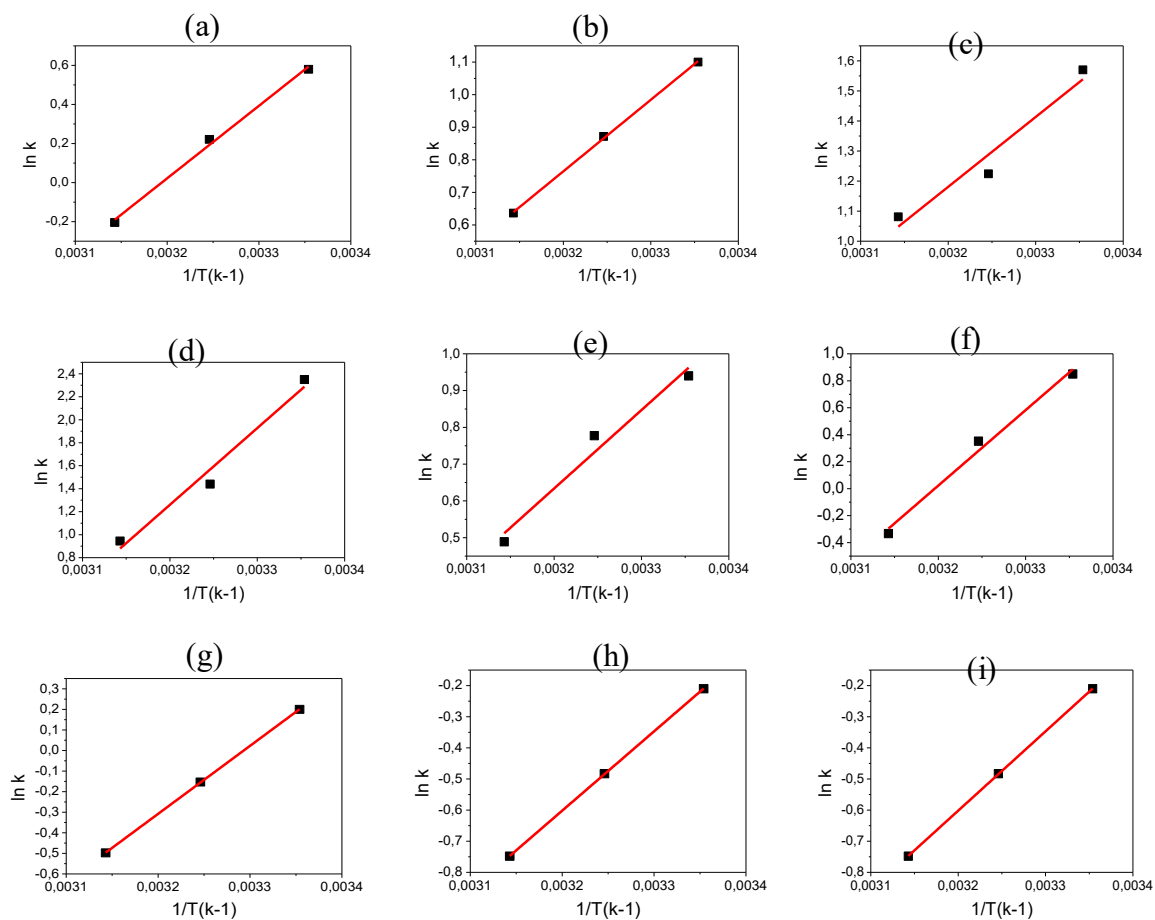 (a) (b) (c)
0,6
0,4
0,2
0,0
-0,2
ln k
0,0031 0,0032 0,0033 0,0034
1/T(k-1)
1,1
1,0
0,9
0,8
0,7
0,6
ln k
0,0031 0,0032 0,0033 0,0034
1/T(k-1)
1,6
1,5
1,4
1,3
1,2
1,1
1,0
ln k
0,0031 0,0032 0,0033 0,0034
1/T(k-1)
(d) (e) (f)
2,4
2,2
2,0
1,8
1,6
1,4
1,2
1,0
0,8
ln k
0,0031 0,0032 0,0033 0,0034
1/T(k-1)
1,0
0,9
0,8
0,7
0,6
0,5
ln k
0,0031 0,0032 0,0033 0,0034
1/T(k-1)
1,0
0,8
0,6
0,4
0,2
0,0
-0,2
-0,4
ln k
0,0031 0,0032 0,0033 0,0034
1/T(k-1)
(g) (h) (i)
0,3
0,2
0,1
0,0
-0,1
-0,2
-0,3
-0,4
-0,5
-0,6
ln k
0,0031 0,0032 0,0033 0,0034
1/T(k-1)
-0,2
-0,3
-0,4
-0,5
-0,6
-0,7
-0,8
ln k
0,0031 0,0032 0,0033 0,0034
1/T(k-1)
-0,2
-0,3
-0,4
-0,5
-0,6
-0,7
-0,8
ln k
0,0031 0,0032 0,0033 0,0034
1/T(k-1)